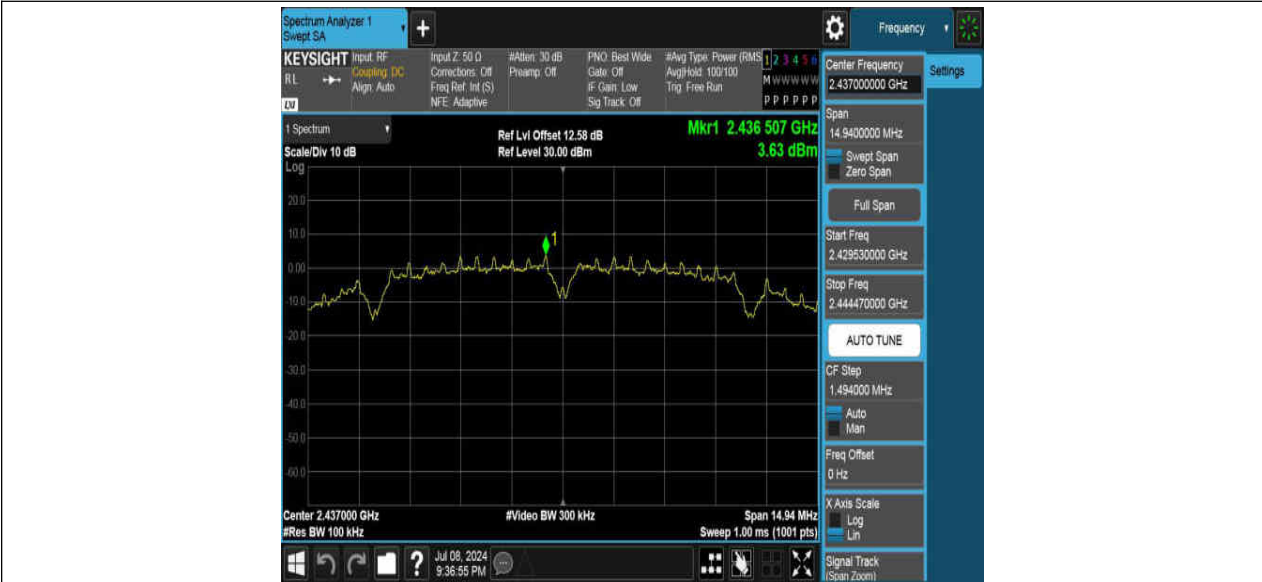 Spectrum Analyzer 1
Swept SA
+
Frequency
KEYSIGHT
RL
LXI
Input: RF
Coupling: DC
Align: Auto
Input Z: 50 Ω
Corrections: Off
Freq Ref: Int (S)
NFE: Adaptive
#Atten: 30 dB
Preamp: Off
PNO: Best Wide
Gate: Off
IF Gain: Low
Sig Track: Off
#Avg Type: Power (RMS
Avg|Hold: 100/100
Trig: Free Run
1 2 3 4 5 6
M W W W W W
P P P P P P
Center Frequency
2.437000000 GHz
Settings
Span
14.9400000 MHz
Swept Span
Zero Span
Full Span
Start Freq
2.429530000 GHz
Stop Freq
2.444470000 GHz
AUTO TUNE
CF Step
1.494000 MHz
Auto
Man
Freq Offset
0 Hz
X Axis Scale
Log
Lin
Signal Track
(Span Zoom)
1 Spectrum
Scale/Div 10 dB
Ref Lvl Offset 12.58 dB
Ref Level 30.00 dBm
Mkr1 2.436 507 GHz
3.63 dBm
Log
20.0
10.0
1
0.00
-10.0
-20.0
-30.0
-40.0
-50.0
-60.0
Center 2.437000 GHz
#Res BW 100 kHz
#Video BW 300 kHz
Span 14.94 MHz
Sweep 1.00 ms (1001 pts)
?
Jul 08, 2024
9:36:55 PM